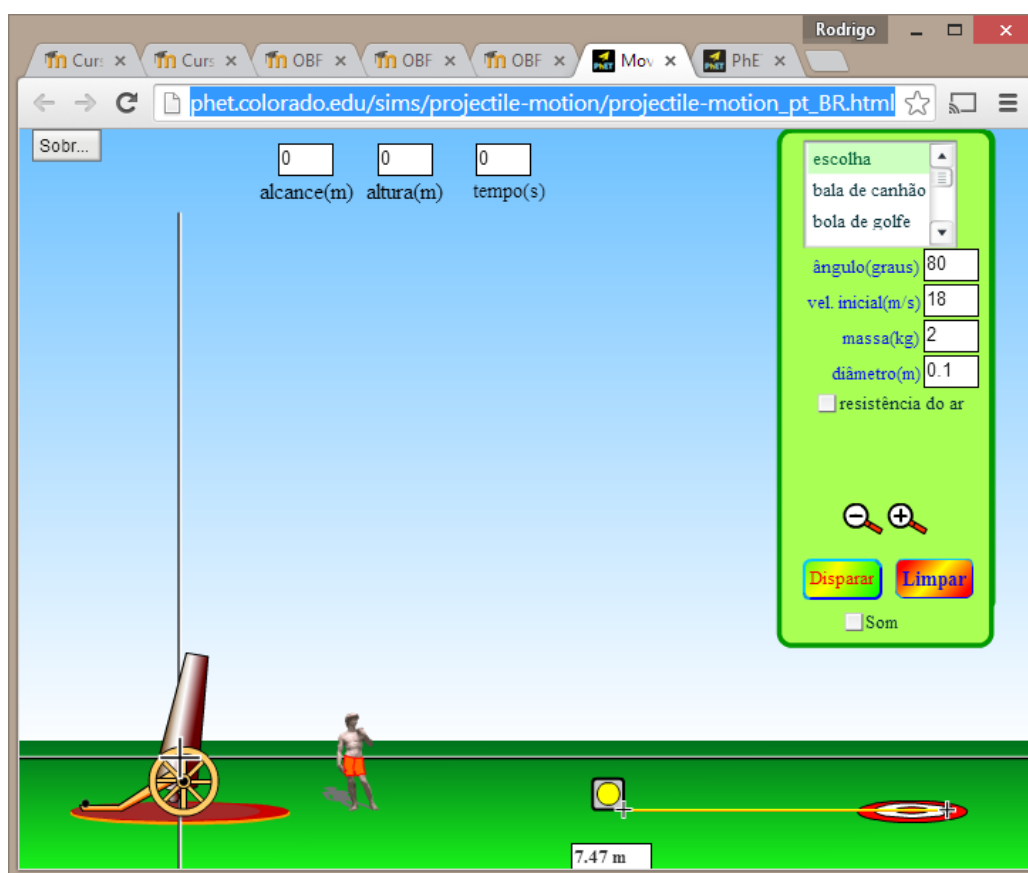 Rodrigo
Curs
Curs
OBF
OBF
OBF
Mov
PhE
phet.colorado.edu/sims/projectile-motion/projectile-motion_pt_BR.html
Sobr...
0 0 0
alcance(m) altura(m) tempo(s)
escolha
bala de canhão
bola de golfe
ângulo(graus) 80
vel. inicial(m/s) 18
massa(kg) 2
diâmetro(m) 0.1
resistência do ar
Disparar Limpar
Som
7.47 m